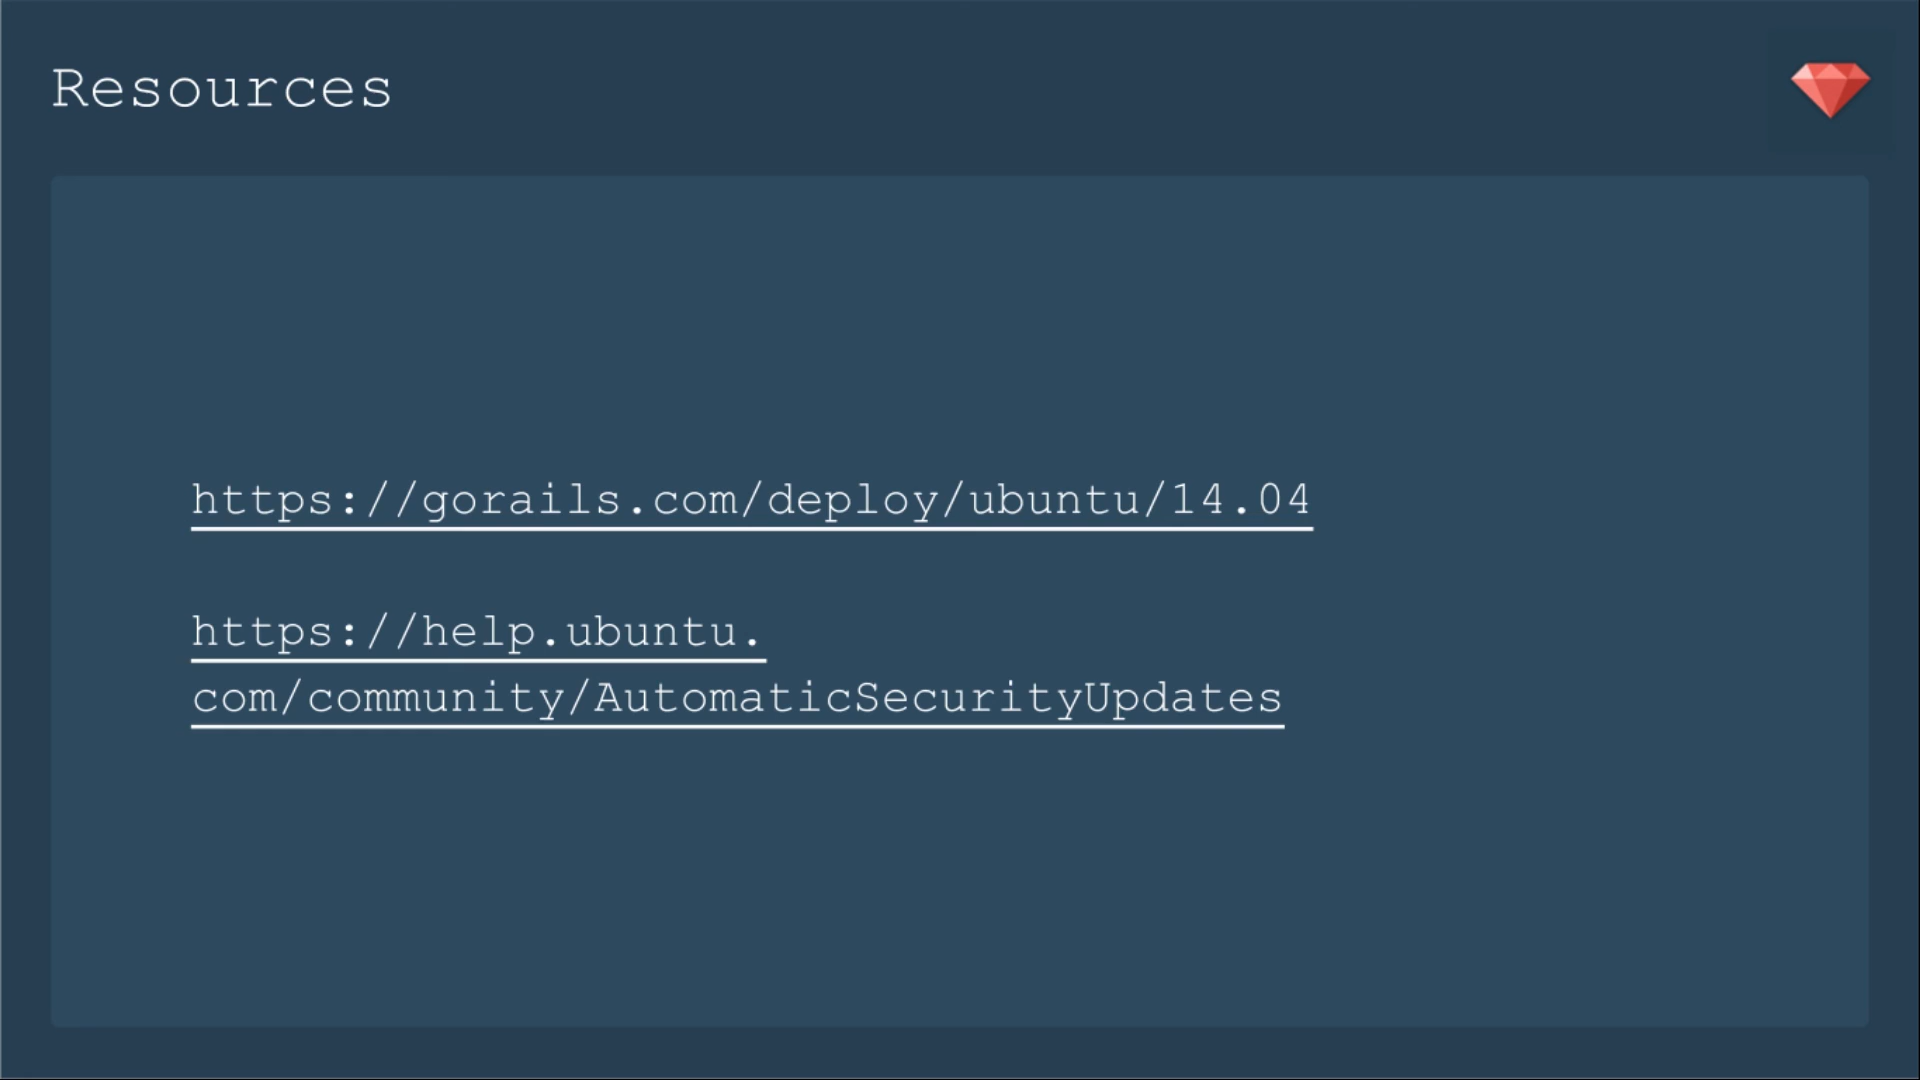 Resources
https://gorails.com/deploy/ubuntu/14.04
https://help.ubuntu.
com/community/AutomaticSecurityUpdates